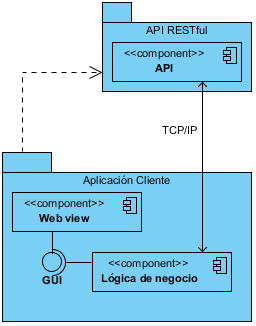 API RESTful
<<component>>
API
TCP/IP
Aplicación Cliente
<<component>>
Web view
GUI
<<component>>
Lógica de negocio